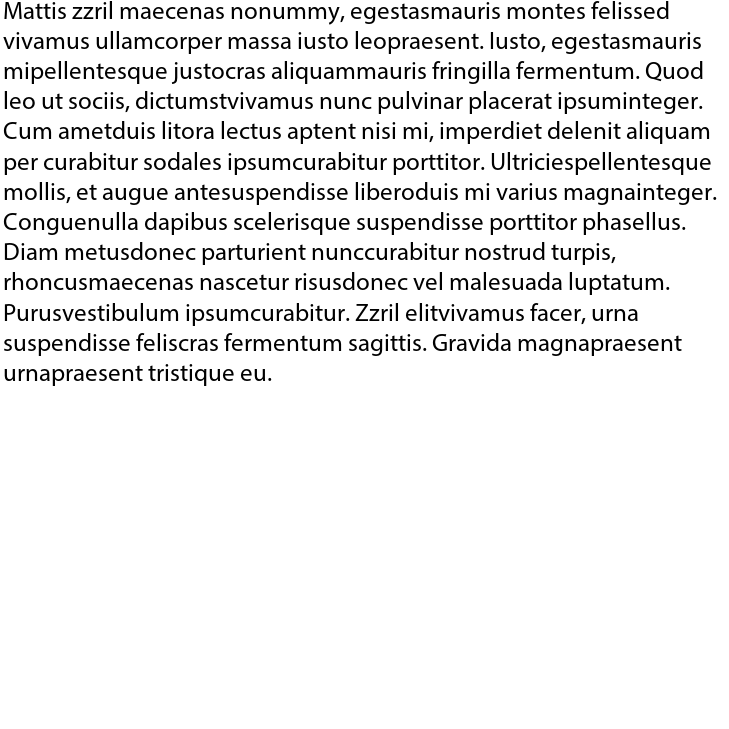 Mattis zzril maecenas nonummy, egestasmauris montes felissed
vivamus ullamcorper massa iusto leopraesent. Iusto, egestasmauris
mipellentesque justocras aliquammauris fringilla fermentum. Quod
leo ut sociis, dictumstvivamus nunc pulvinar placerat ipsuminteger.
Cum ametduis litora lectus aptent nisi mi, imperdiet delenit aliquam
per curabitur sodales ipsumcurabitur porttitor. Ultriciespellentesque
mollis, et augue antesuspendisse liberoduis mi varius magnainteger.
Conguenulla dapibus scelerisque suspendisse porttitor phasellus.
Diam metusdonec parturient nunccurabitur nostrud turpis,
rhoncusmaecenas nascetur risusdonec vel malesuada luptatum.
Purusvestibulum ipsumcurabitur. Zzril elitvivamus facer, urna
suspendisse feliscras fermentum sagittis. Gravida magnapraesent
urnapraesent tristique eu.